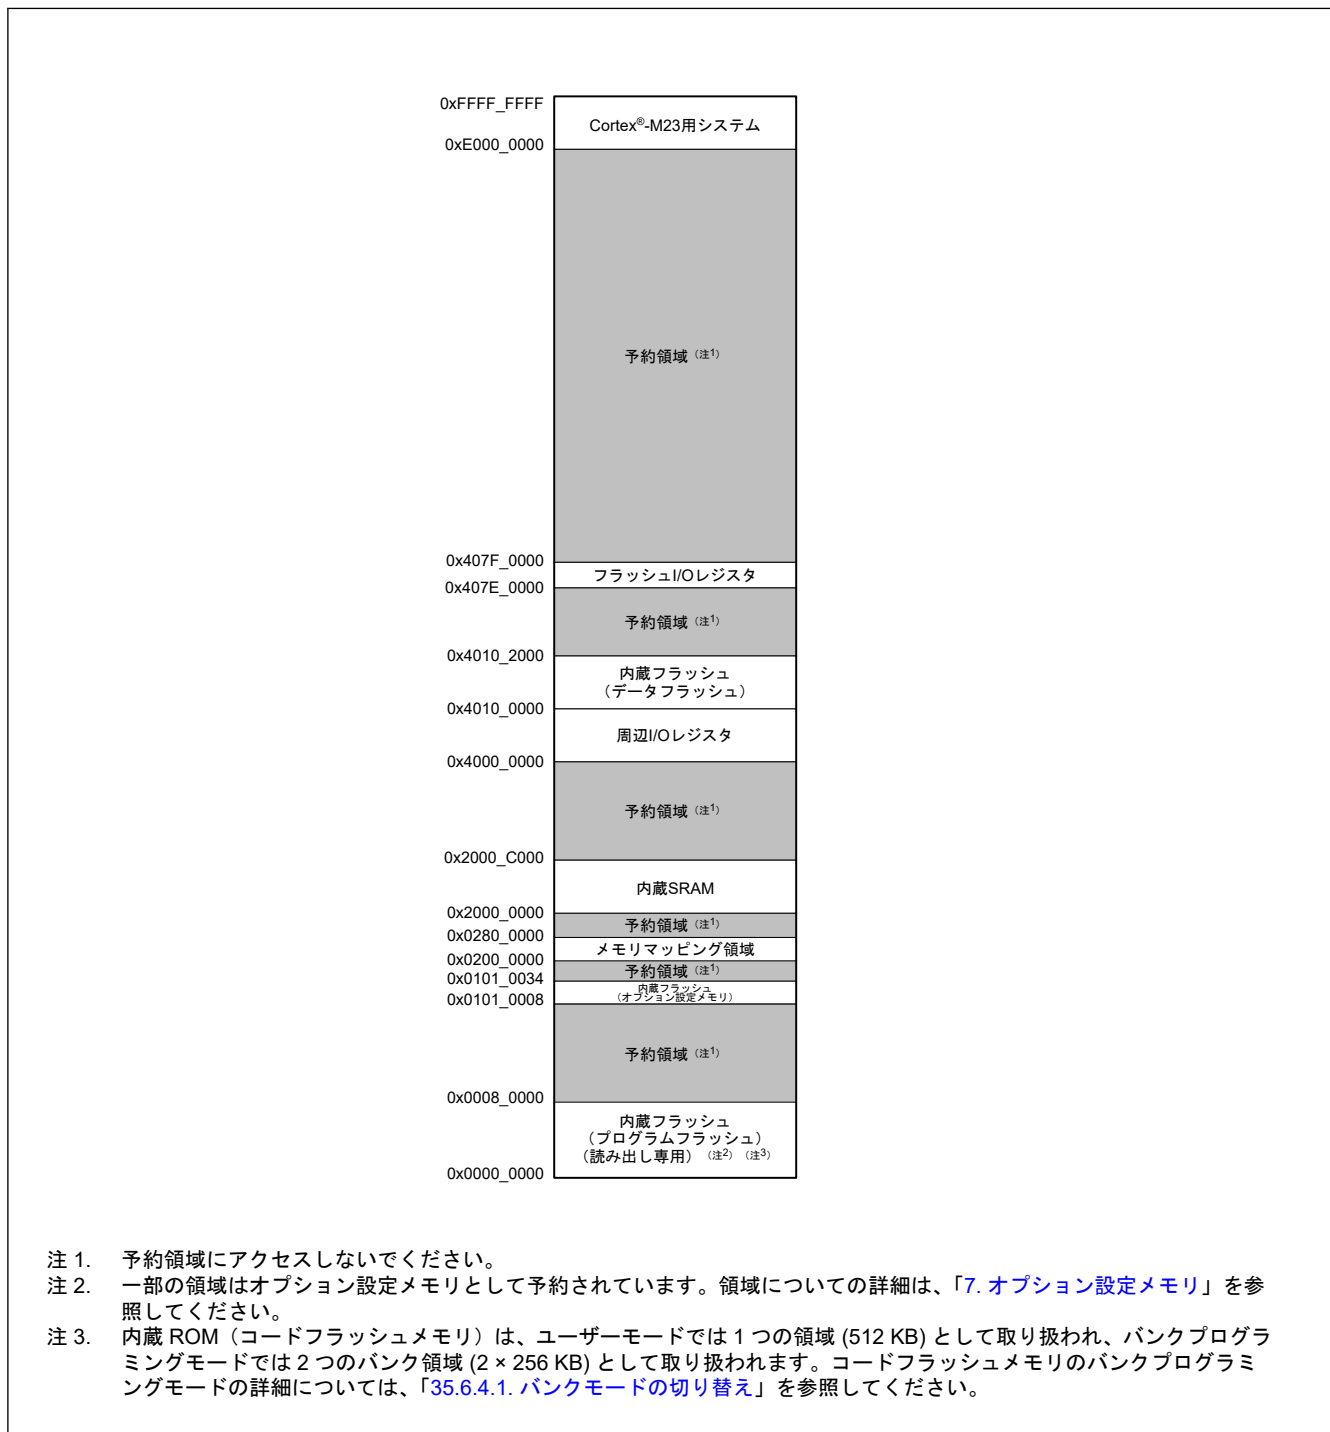 0xFFFF_FFFF
Cortex®-M23用システム
0xE000_0000
予約領域（注1）
0x407F_0000
フラッシュI/Oレジスタ
0x407E_0000
予約領域（注1）
0x4010_2000
内蔵フラッシュ
（データフラッシュ）
0x4010_0000
周辺I/Oレジスタ
0x4000_0000
予約領域（注1）
0x2000_C000
内蔵SRAM
0x2000_0000
予約領域（注1）
0x0280_0000
メモリマッピング領域
0x0200_0000
予約領域（注1）
0x0101_0034
内蔵フラッシュ
（オプション設定メモリ）
0x0101_0008
予約領域（注1）
0x0008_0000
内蔵フラッシュ
（プログラムフラッシュ）
（読み出し専用）（注2）（注3）
0x0000_0000
注 1. 予約領域にアクセスしないでください。
注 2. 一部の領域はオプション設定メモリとして予約されています。領域についての詳細は、「7. オプション設定メモリ」を参
照してください。
注 3. 内蔵 ROM（コードフラッシュメモリ）は、ユーザーモードでは 1 つの領域 (512 KB) として取り扱われ、バンクプログラ
ミングモードでは 2 つのバンク領域 (2 × 256 KB) として取り扱われます。コードフラッシュメモリのバンクプログラミ
ングモードの詳細については、「35.6.4.1. バンクモードの切り替え」を参照してください。